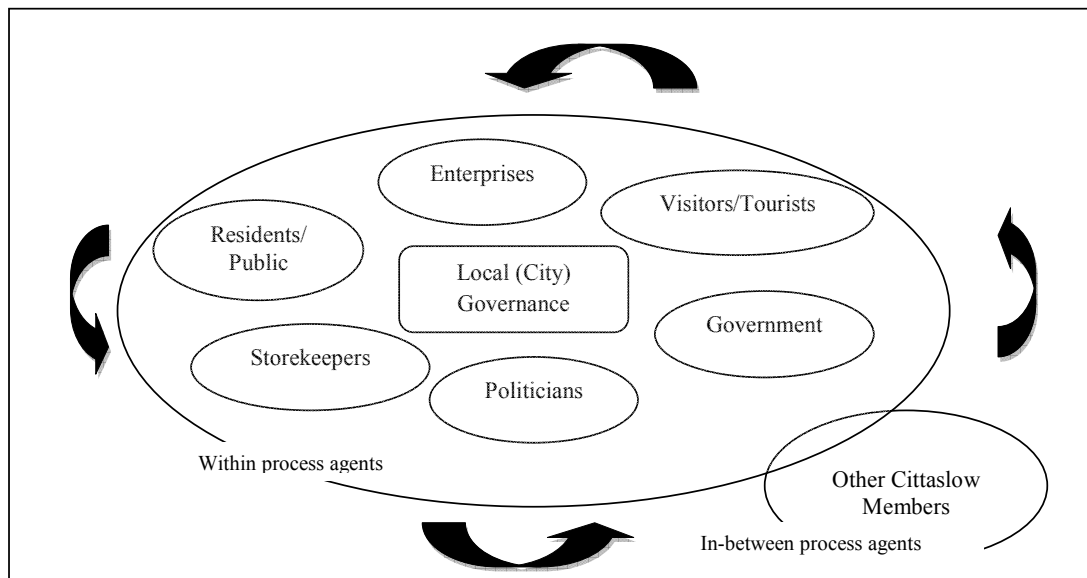 Enterprises
Visitors/Tourists
Residents/
Public
Local (City)
Governance
Government
Storekeepers
Politicians
Within process agents
Other Cittaslow
Members
In-between process agents